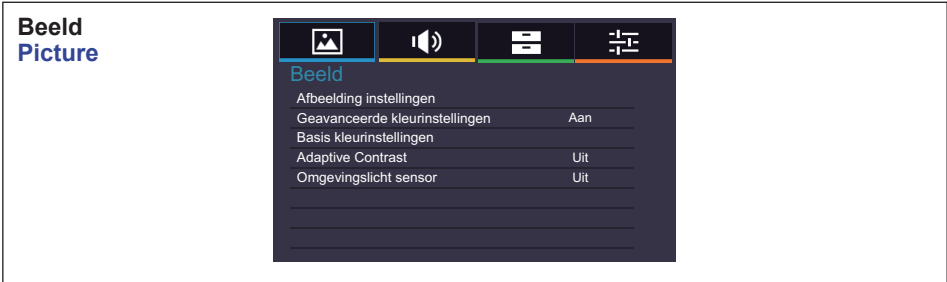 Beeld
Picture
Beeld
Afbeelding instellingen
Geavanceerde kleurinstellingen Aan
Basis kleurinstellingen
Adaptive Contrast Uit
Omgevingslicht sensor Uit